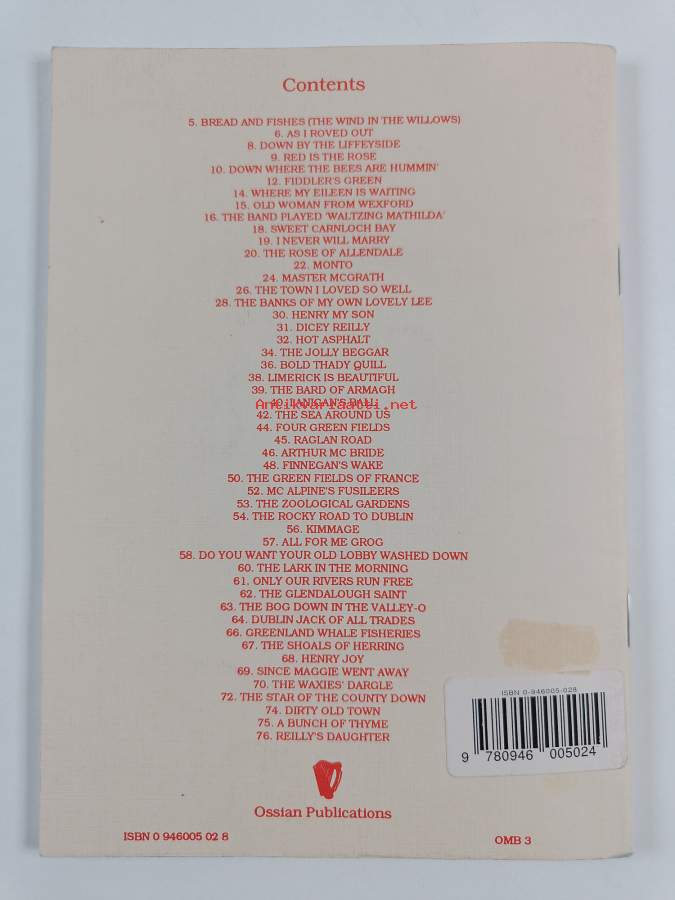 Contents
5. BREAD AND FISHES (THE WIND IN THE WILLOWS)
6. AS I ROVED OUT
8. DOWN BY THE LIFFEYSIDE
9. RED IS THE ROSE
10. DOWN WHERE THE BEES ARE HUMMIN'
12. FIDDLER'S GREEN
14. WHERE MY EILEEN IS WAITING
15. OLD WOMAN FROM WEXFORD
16. THE BAND PLAYED 'WALTZING MATHILDA'
18. SWEET CARNLOCH BAY
19. I NEVER WILL MARRY
20. THE ROSE OF ALLENDALE
22. MONTO
24. MASTER MCGRATH
26. THE TOWN I LOVED SO WELL
28. THE BANKS OF MY OWN LOVELY LEE
30. HENRY MY SON
31. DICEY REILLY
32. HOT ASPHALT
34. THE JOLLY BEGGAR
36. BOLD THADY QUILL
38. LIMERICK IS BEAUTIFUL
39. THE BARD OF ARMAGH
40. LANIGAN'S BALL
Antikvariaatti.net
42. THE SEA AROUND US
44. FOUR GREEN FIELDS
45. RAGLAN ROAD
46. ARTHUR MC BRIDE
48. FINNEGAN'S WAKE
50. THE GREEN FIELDS OF FRANCE
52. MC ALPINE'S FUSILEERS
53. THE ZOOLOGICAL GARDENS
54. THE ROCKY ROAD TO DUBLIN
56. KIMMAGE
57. ALL FOR ME GROG
58. DO YOU WANT YOUR OLD LOBBY WASHED DOWN
60. THE LARK IN THE MORNING
61. ONLY OUR RIVERS RUN FREE
62. THE GLENDALOUGH SAINT
63. THE BOG DOWN IN THE VALLEY-O
64. DUBLIN JACK OF ALL TRADES
66. GREENLAND WHALE FISHERIES
67. THE SHOALS OF HERRING
68. HENRY JOY
69. SINCE MAGGIE WENT AWAY
70. THE WAXIES' DARGLE
72. THE STAR OF THE COUNTY DOWN
74. DIRTY OLD TOWN
75. A BUNCH OF THYME
76. REILLY'S DAUGHTER
ISBN 0-946005-028
9 780946 005024
Ossian Publications
ISBN 0 946005 02 8
OMB 3